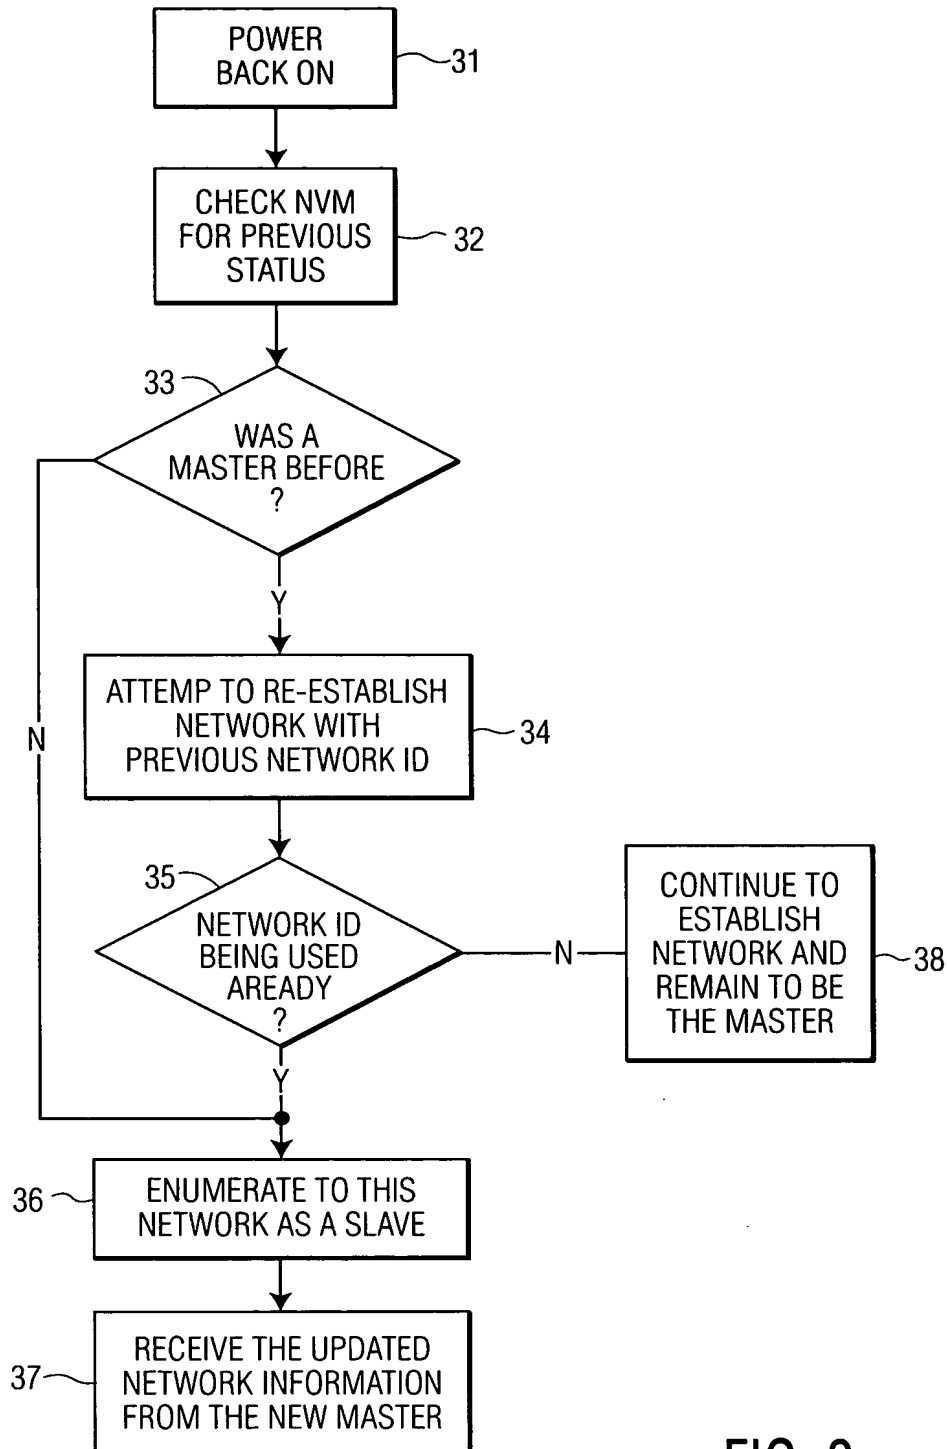 POWER
BACK ON
31
CHECK NVM
FOR PREVIOUS
STATUS
32
33
WAS A
MASTER BEFORE
?
Y
N
ATTEMP TO RE-ESTABLISH
NETWORK WITH
PREVIOUS NETWORK ID
34
35
NETWORK ID
BEING USED
AREADY
?
N
CONTINUE TO
ESTABLISH
NETWORK AND
REMAIN TO BE
THE MASTER
38
Y
36
ENUMERATE TO THIS
NETWORK AS A SLAVE
37
RECEIVE THE UPDATED
NETWORK INFORMATION
FROM THE NEW MASTER
FIG.